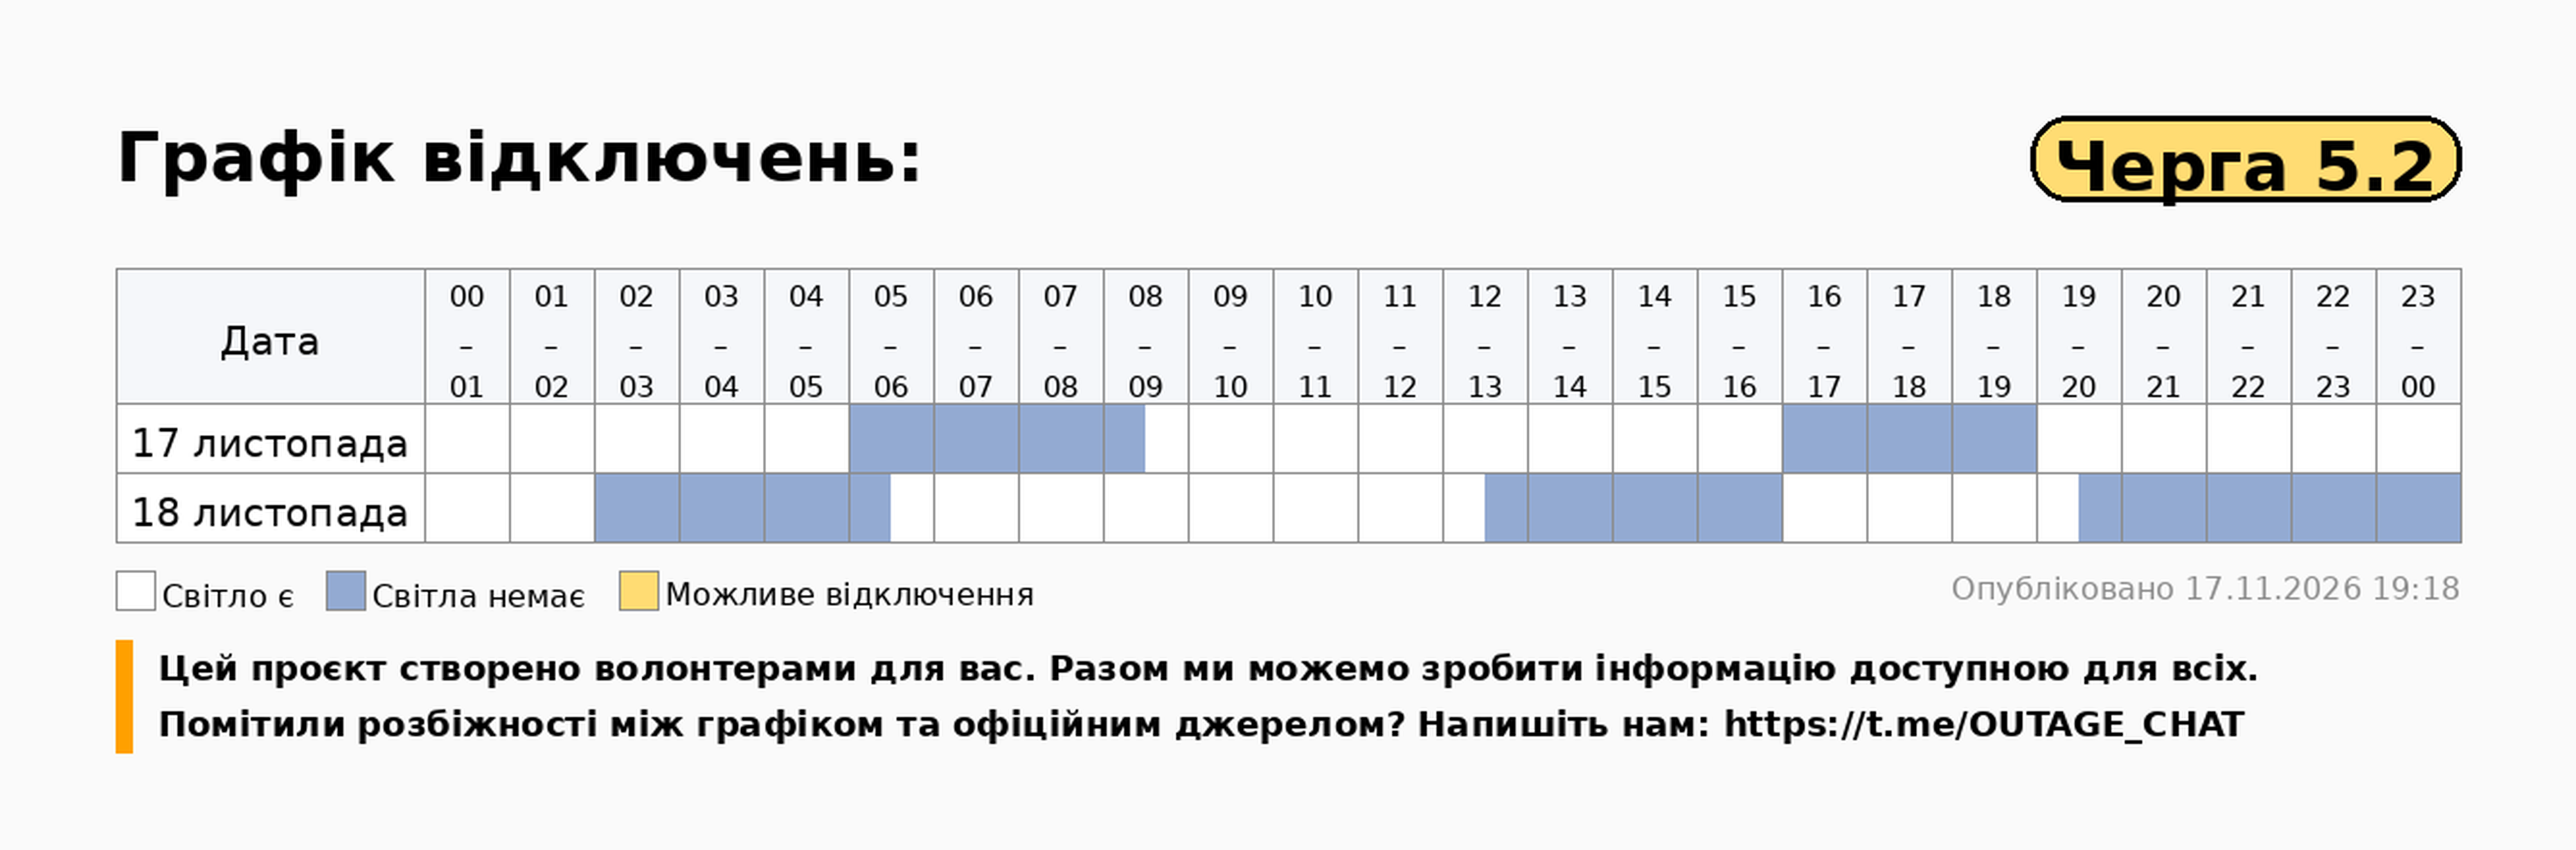 Графік відключень:
Черга 5.2
Дата 00 – 01 01 – 02 02 – 03 03 – 04 04 – 05 05 – 06 06 – 07 07 – 08 08 – 09 09 – 10 10 – 11 11 – 12 12 – 13 13 – 14 14 – 15 15 – 16 16 – 17 17 – 18 18 – 19 19 – 20 20 – 21 21 – 22 22 – 23 23 – 00
17 листопада
18 листопада
Світло є Світла немає Можливе відключення
Опубліковано 17.11.2026 19:18
Цей проєкт створено волонтерами для вас. Разом ми можемо зробити інформацію доступною для всіх.
Помітили розбіжності між графіком та офіційним джерелом? Напишіть нам: https://t.me/OUTAGE_CHAT